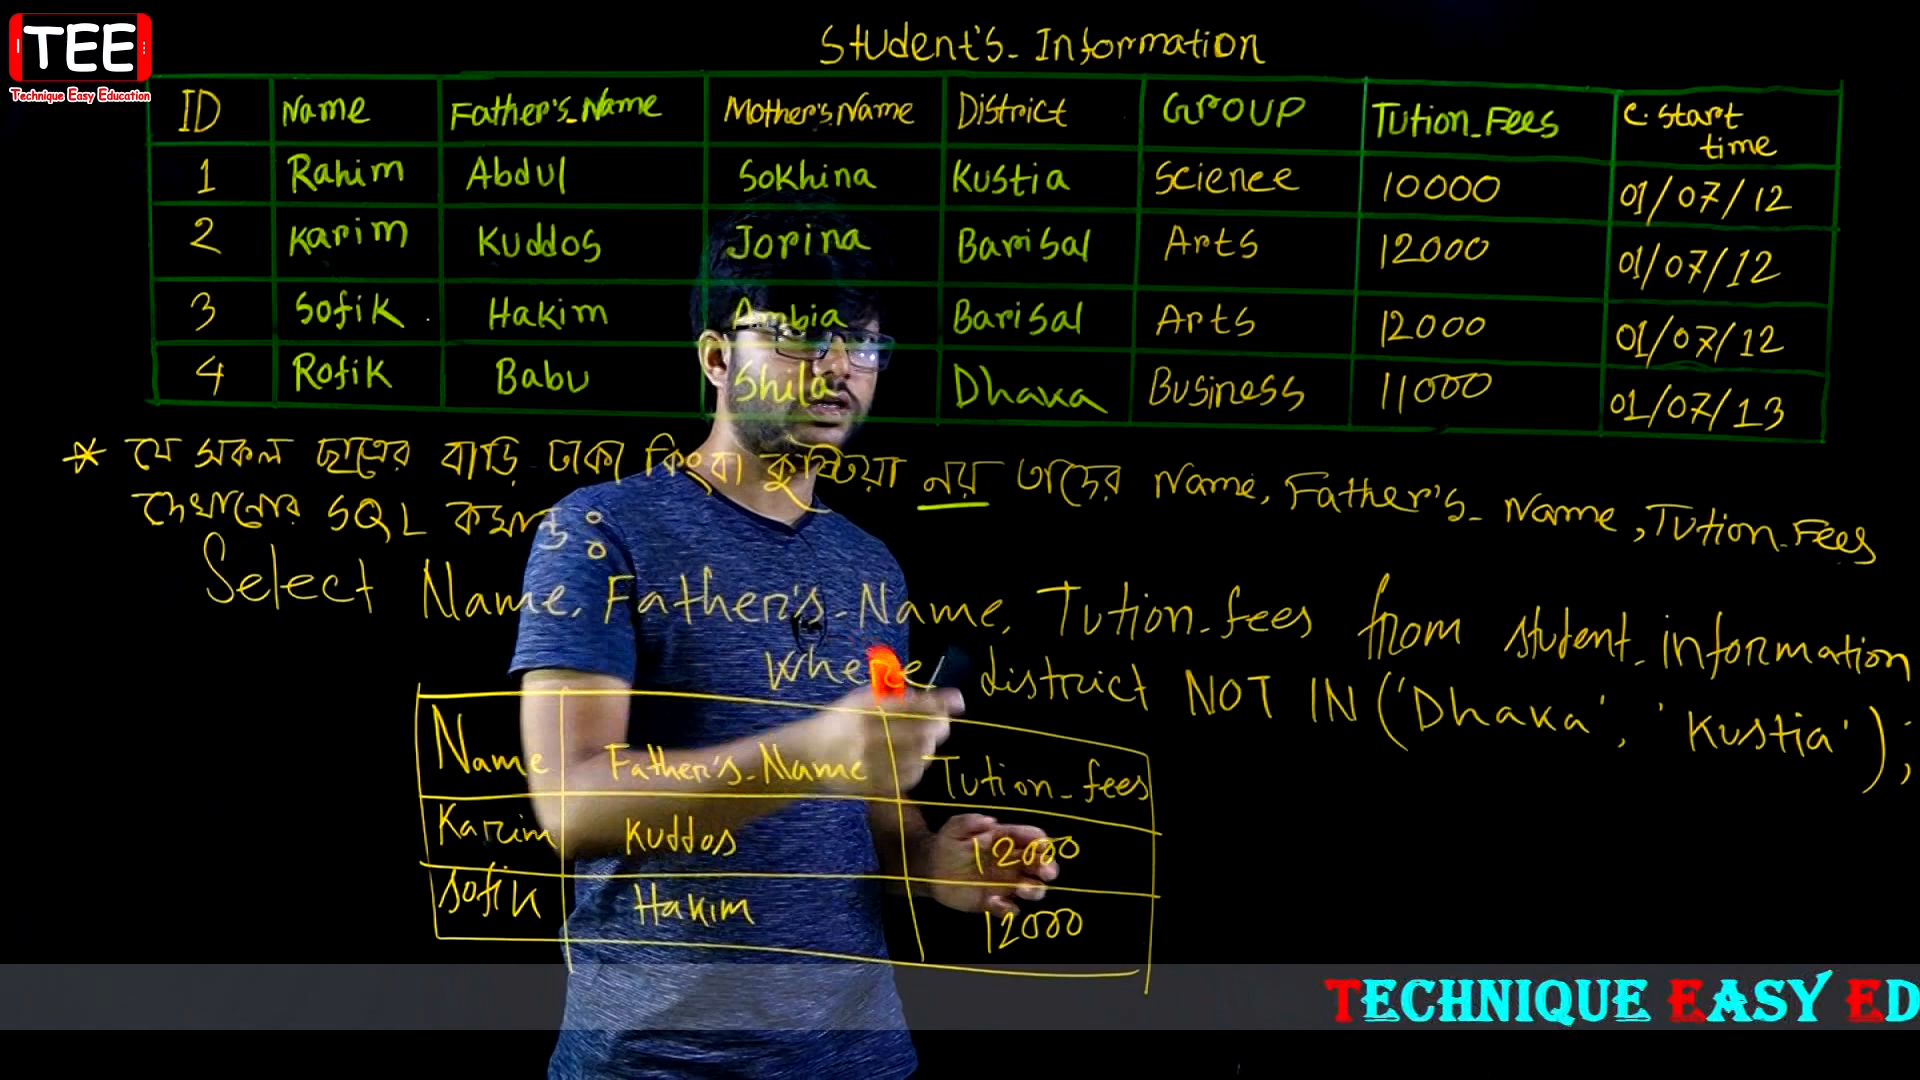 TEE
Technique Easy Education
Student's_Information
ID Name Father's_Name Mother's_Name District GROUP Tution_Fees C.start time
1 Rahim Abdul Sokhina Kustia Science 10000 01/07/12
2 Karim Kuddos Jorina Barisal Arts 12000 01/07/12
3 Sofik Hakim Ambia Barisal Arts 12000 01/07/12
4 Rofik Babu Shila Dhaka Business 11000 01/07/13
* যে সকল ছাত্রের বাড়ি ঢাকা কিংবা কুষ্টিয়া নয় তাদের Name, Father's_Name, Tution_Fees
দেখানোর SQL কমান্ড:
Select Name, Father's_Name, Tution_fees from student_information
where district NOT IN ('Dhaka', 'Kustia');
Name Father's_Name Tution_fees
Karim Kuddos 12000
Sofik Hakim 12000
TECHNIQUE EASY ED